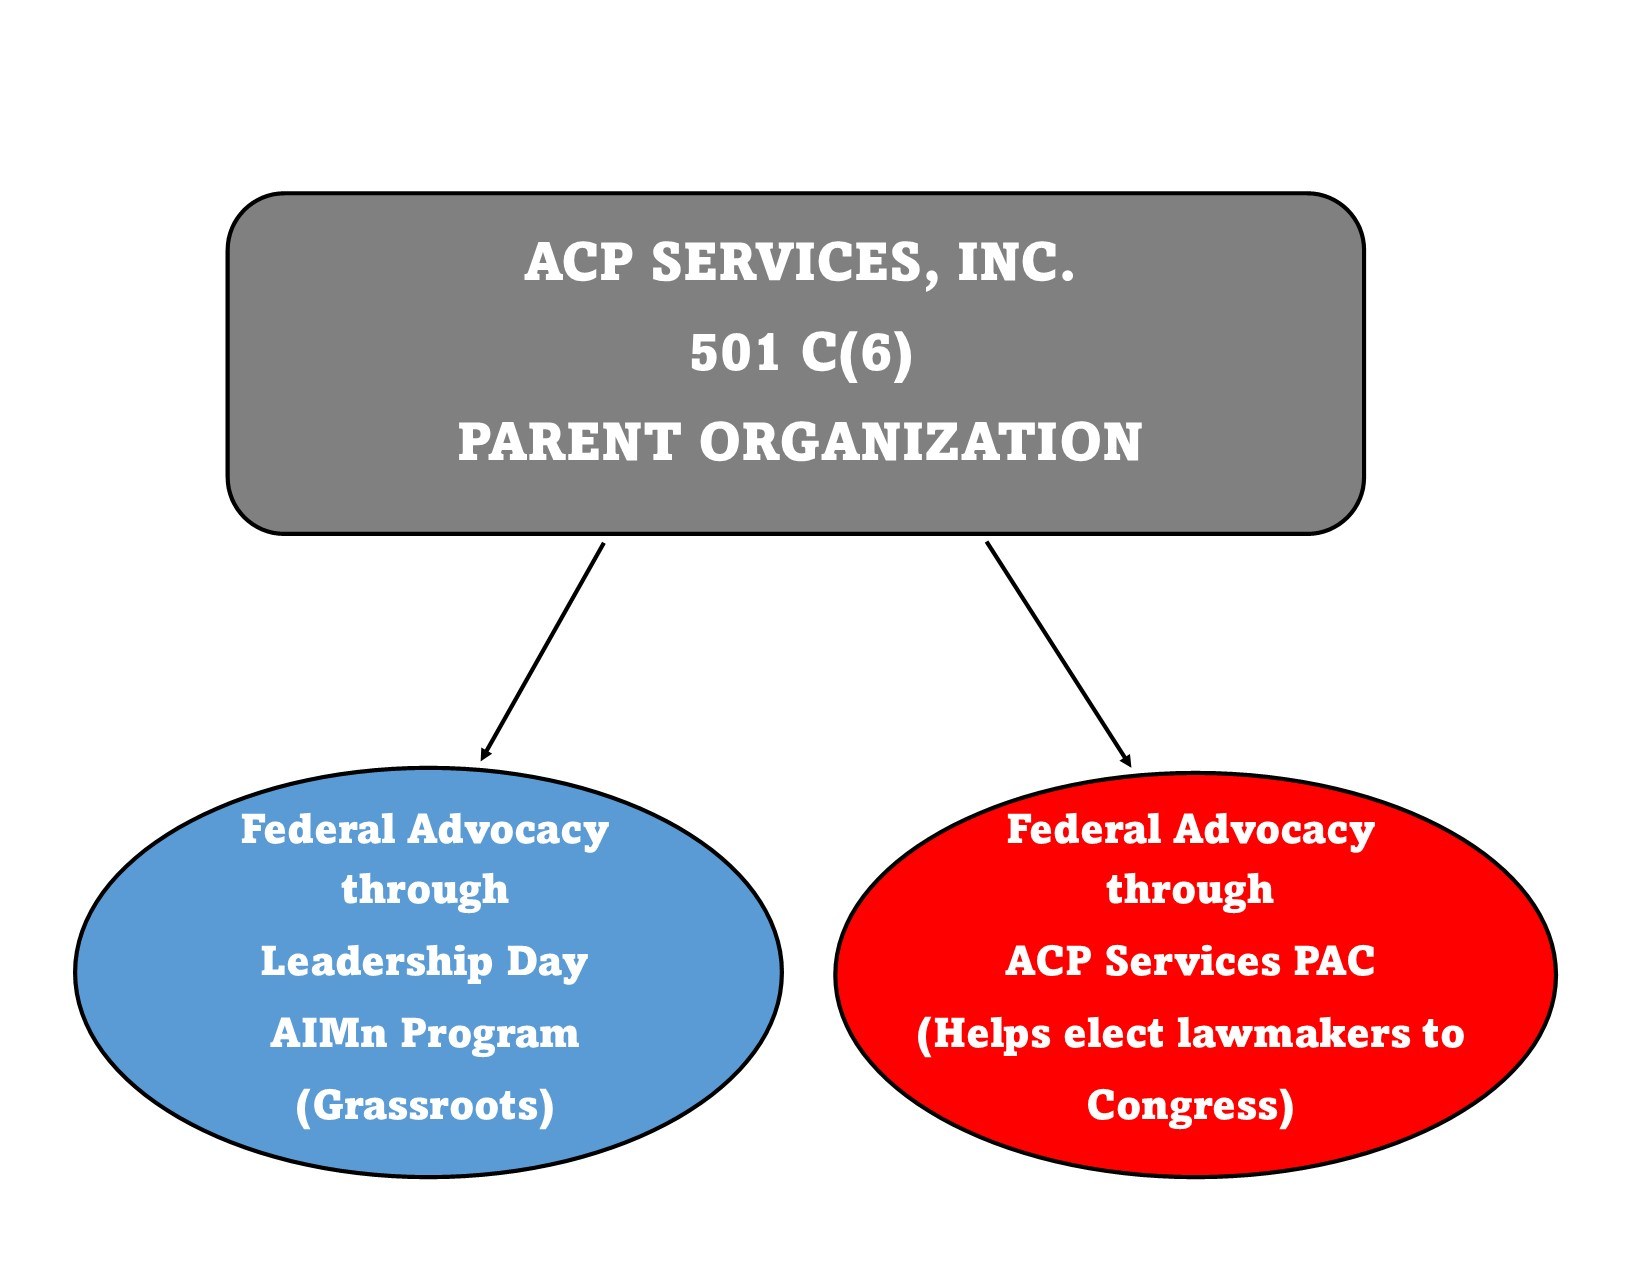 ACP SERVICES, INC.
501 C(6)
PARENT ORGANIZATION
Federal Advocacy
through
Leadership Day
AIMn Program
(Grassroots)
Federal Advocacy
through
ACP Services PAC
(Helps elect lawmakers to
Congress)